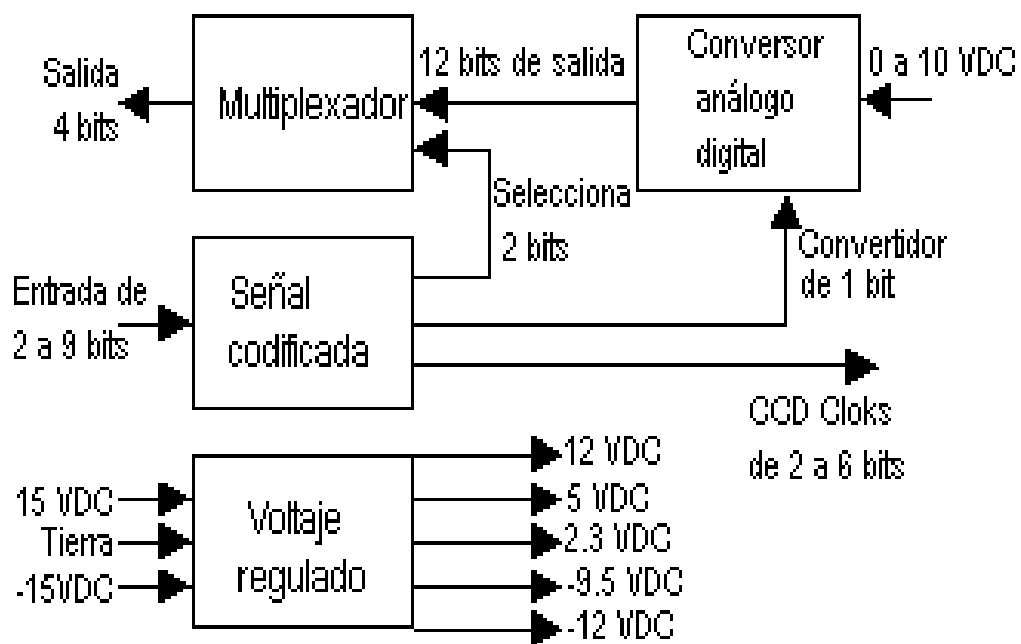 Salida
4 bits
Multiplexador
12 bits de salida
Conversor
análogo
digital
0 a 10 VDC
Selecciona
2 bits
Convertidor
de 1 bit
Entrada de
2 a 9 bits
Señal
codificada
CCD Cloks
de 2 a 6 bits
15 VDC
Tierra
-15VDC
Voltaje
regulado
12 VDC
5 VDC
2.3 VDC
-9.5 VDC
-12 VDC